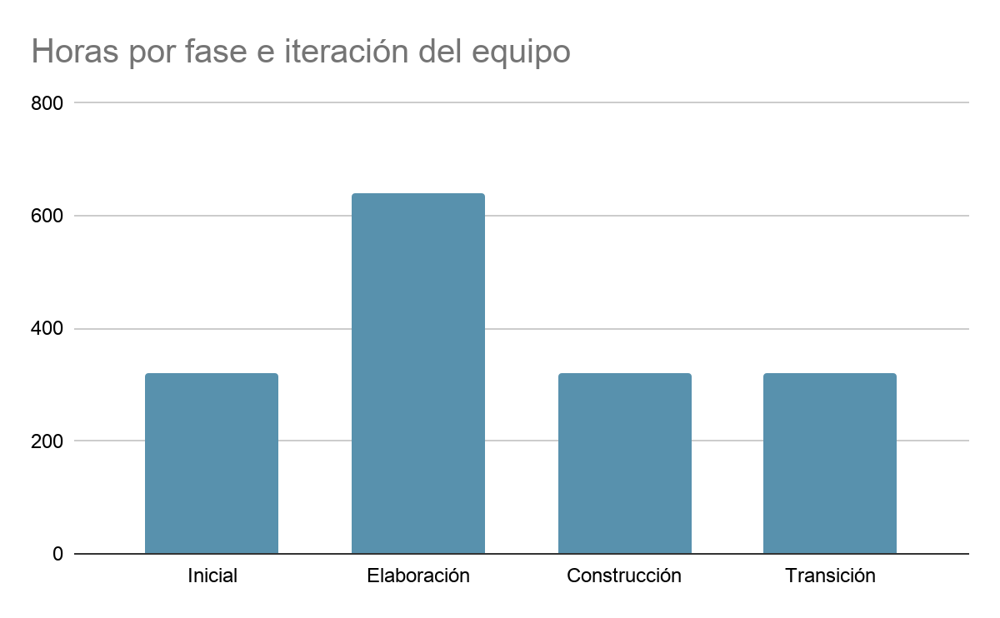 Horas por fase e iteración del equipo
800
600
400
200
0
Inicial Elaboración Construcción Transición